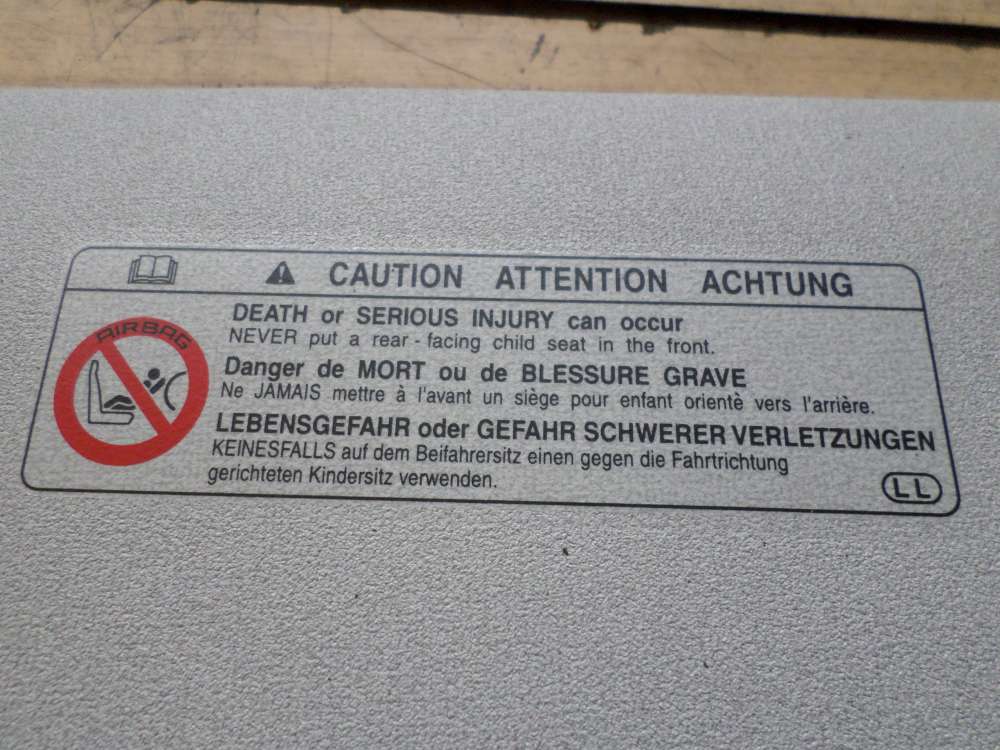 CAUTION ATTENTION ACHTUNG
AIRBAG
DEATH or SERIOUS INJURY can occur
NEVER put a rear - facing child seat in the front.
Danger de MORT ou de BLESSURE GRAVE
Ne JAMAIS mettre à l'avant un siège pour enfant orientè vers l'arrière.
LEBENSGEFAHR oder GEFAHR SCHWERER VERLETZUNGEN
KEINESFALLS auf dem Beifahrersitz einen gegen die Fahrtrichtung
gerichteten Kindersitz verwenden.
LL